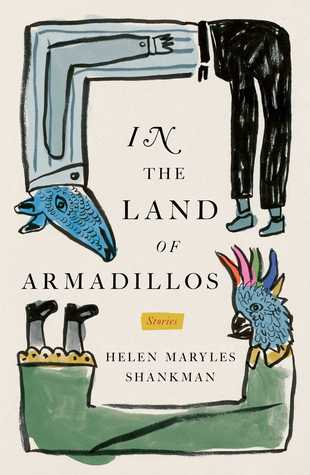 IN
THE
LAND
OF
ARMADILLOS
Stories
HELEN MARYLES
SHANKMAN